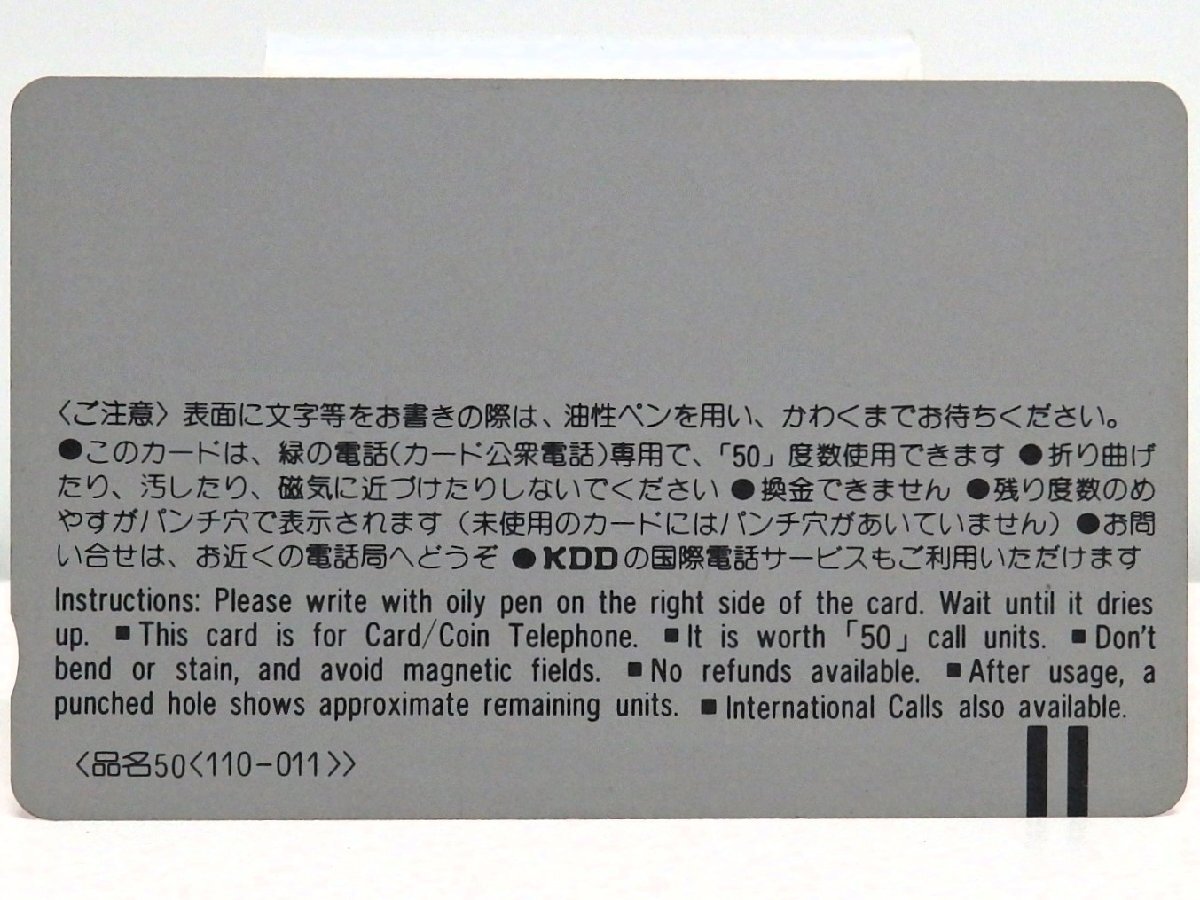 〈ご注意〉表面に文字等をお書きの際は、油性ペンを用い、かわくまでお待ちください。
●このカードは、緑の電話(カード公衆電話)専用で、「50」度数使用できます ●折り曲げ
たり、汚したり、磁気に近づけたりしないでください ●換金できません ●残り度数のめ
やすがパンチ穴で表示されます(未使用のカードにはパンチ穴があいていません) ●お問
い合せは、お近くの電話局へどうぞ ●KDDの国際電話サービスもご利用いただけます
Instructions: Please write with oily pen on the right side of the card. Wait until it dries
up. ■This card is for Card/Coin Telephone. ■It is worth「50」call units. ■Don't
bend or stain, and avoid magnetic fields. ■No refunds available. ■After usage, a
punched hole shows approximate remaining units. ■International Calls also available.
〈品名50〈110-011〉〉